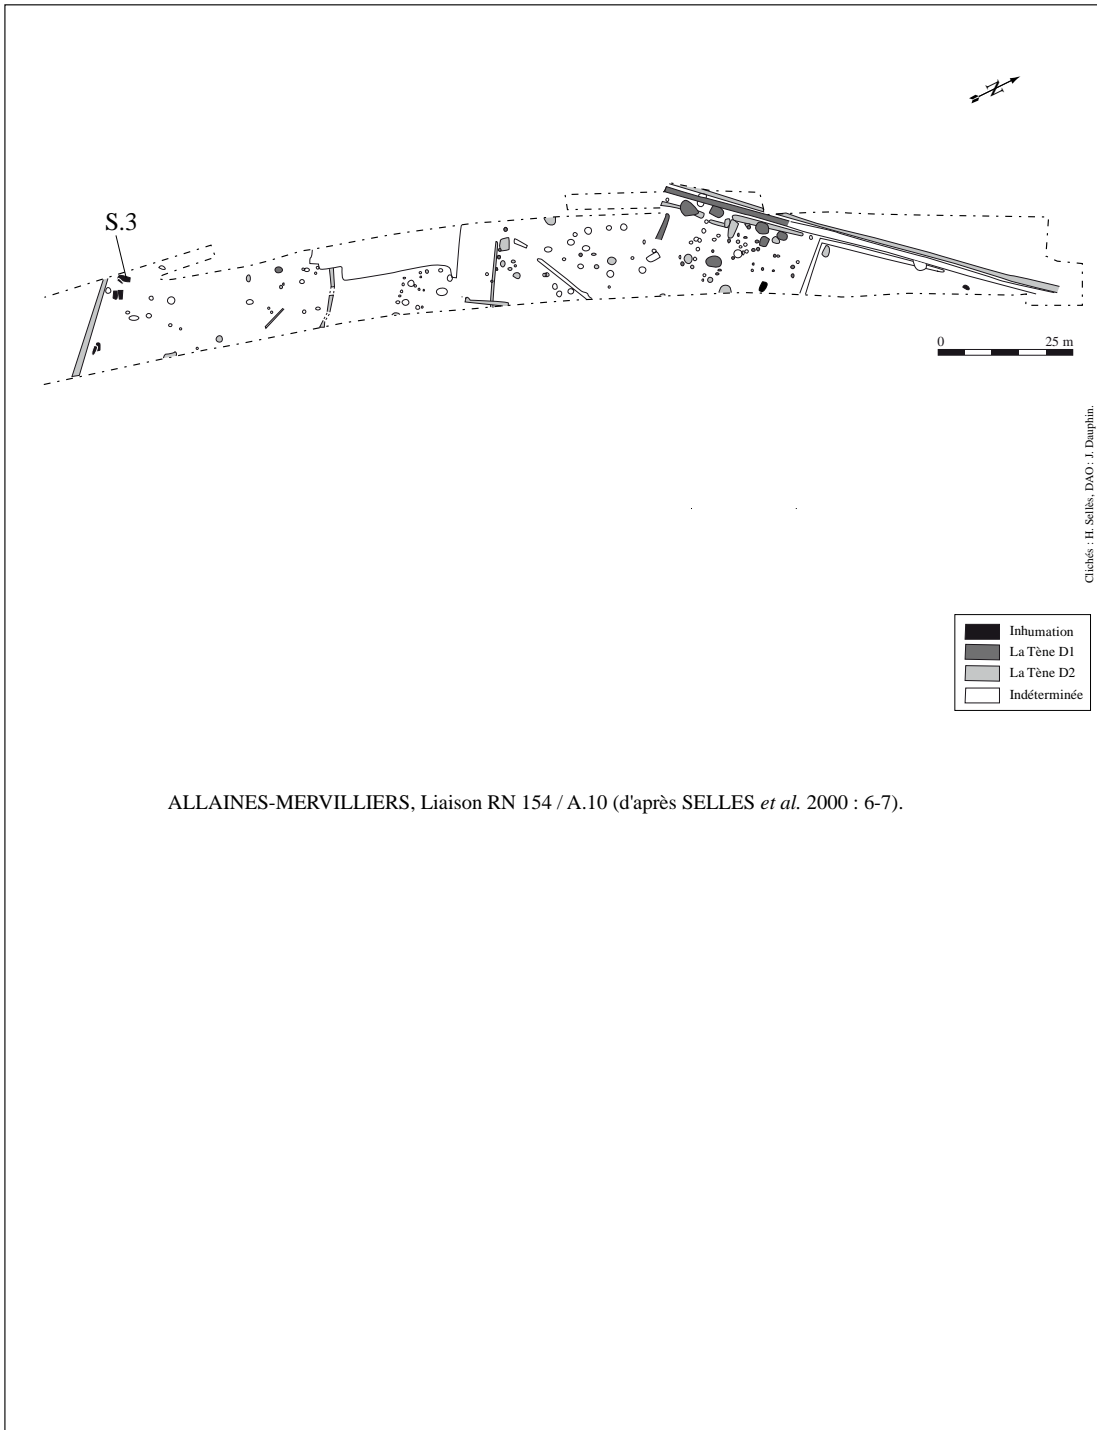 N
S.3
0 25 m
Clichés : H. Sellès, DAO : J. Dauphin.
Inhumation
La Tène D1
La Tène D2
Indéterminée
ALLAINES-MERVILLIERS, Liaison RN 154 / A.10 (d'après SELLES et al. 2000 : 6-7).